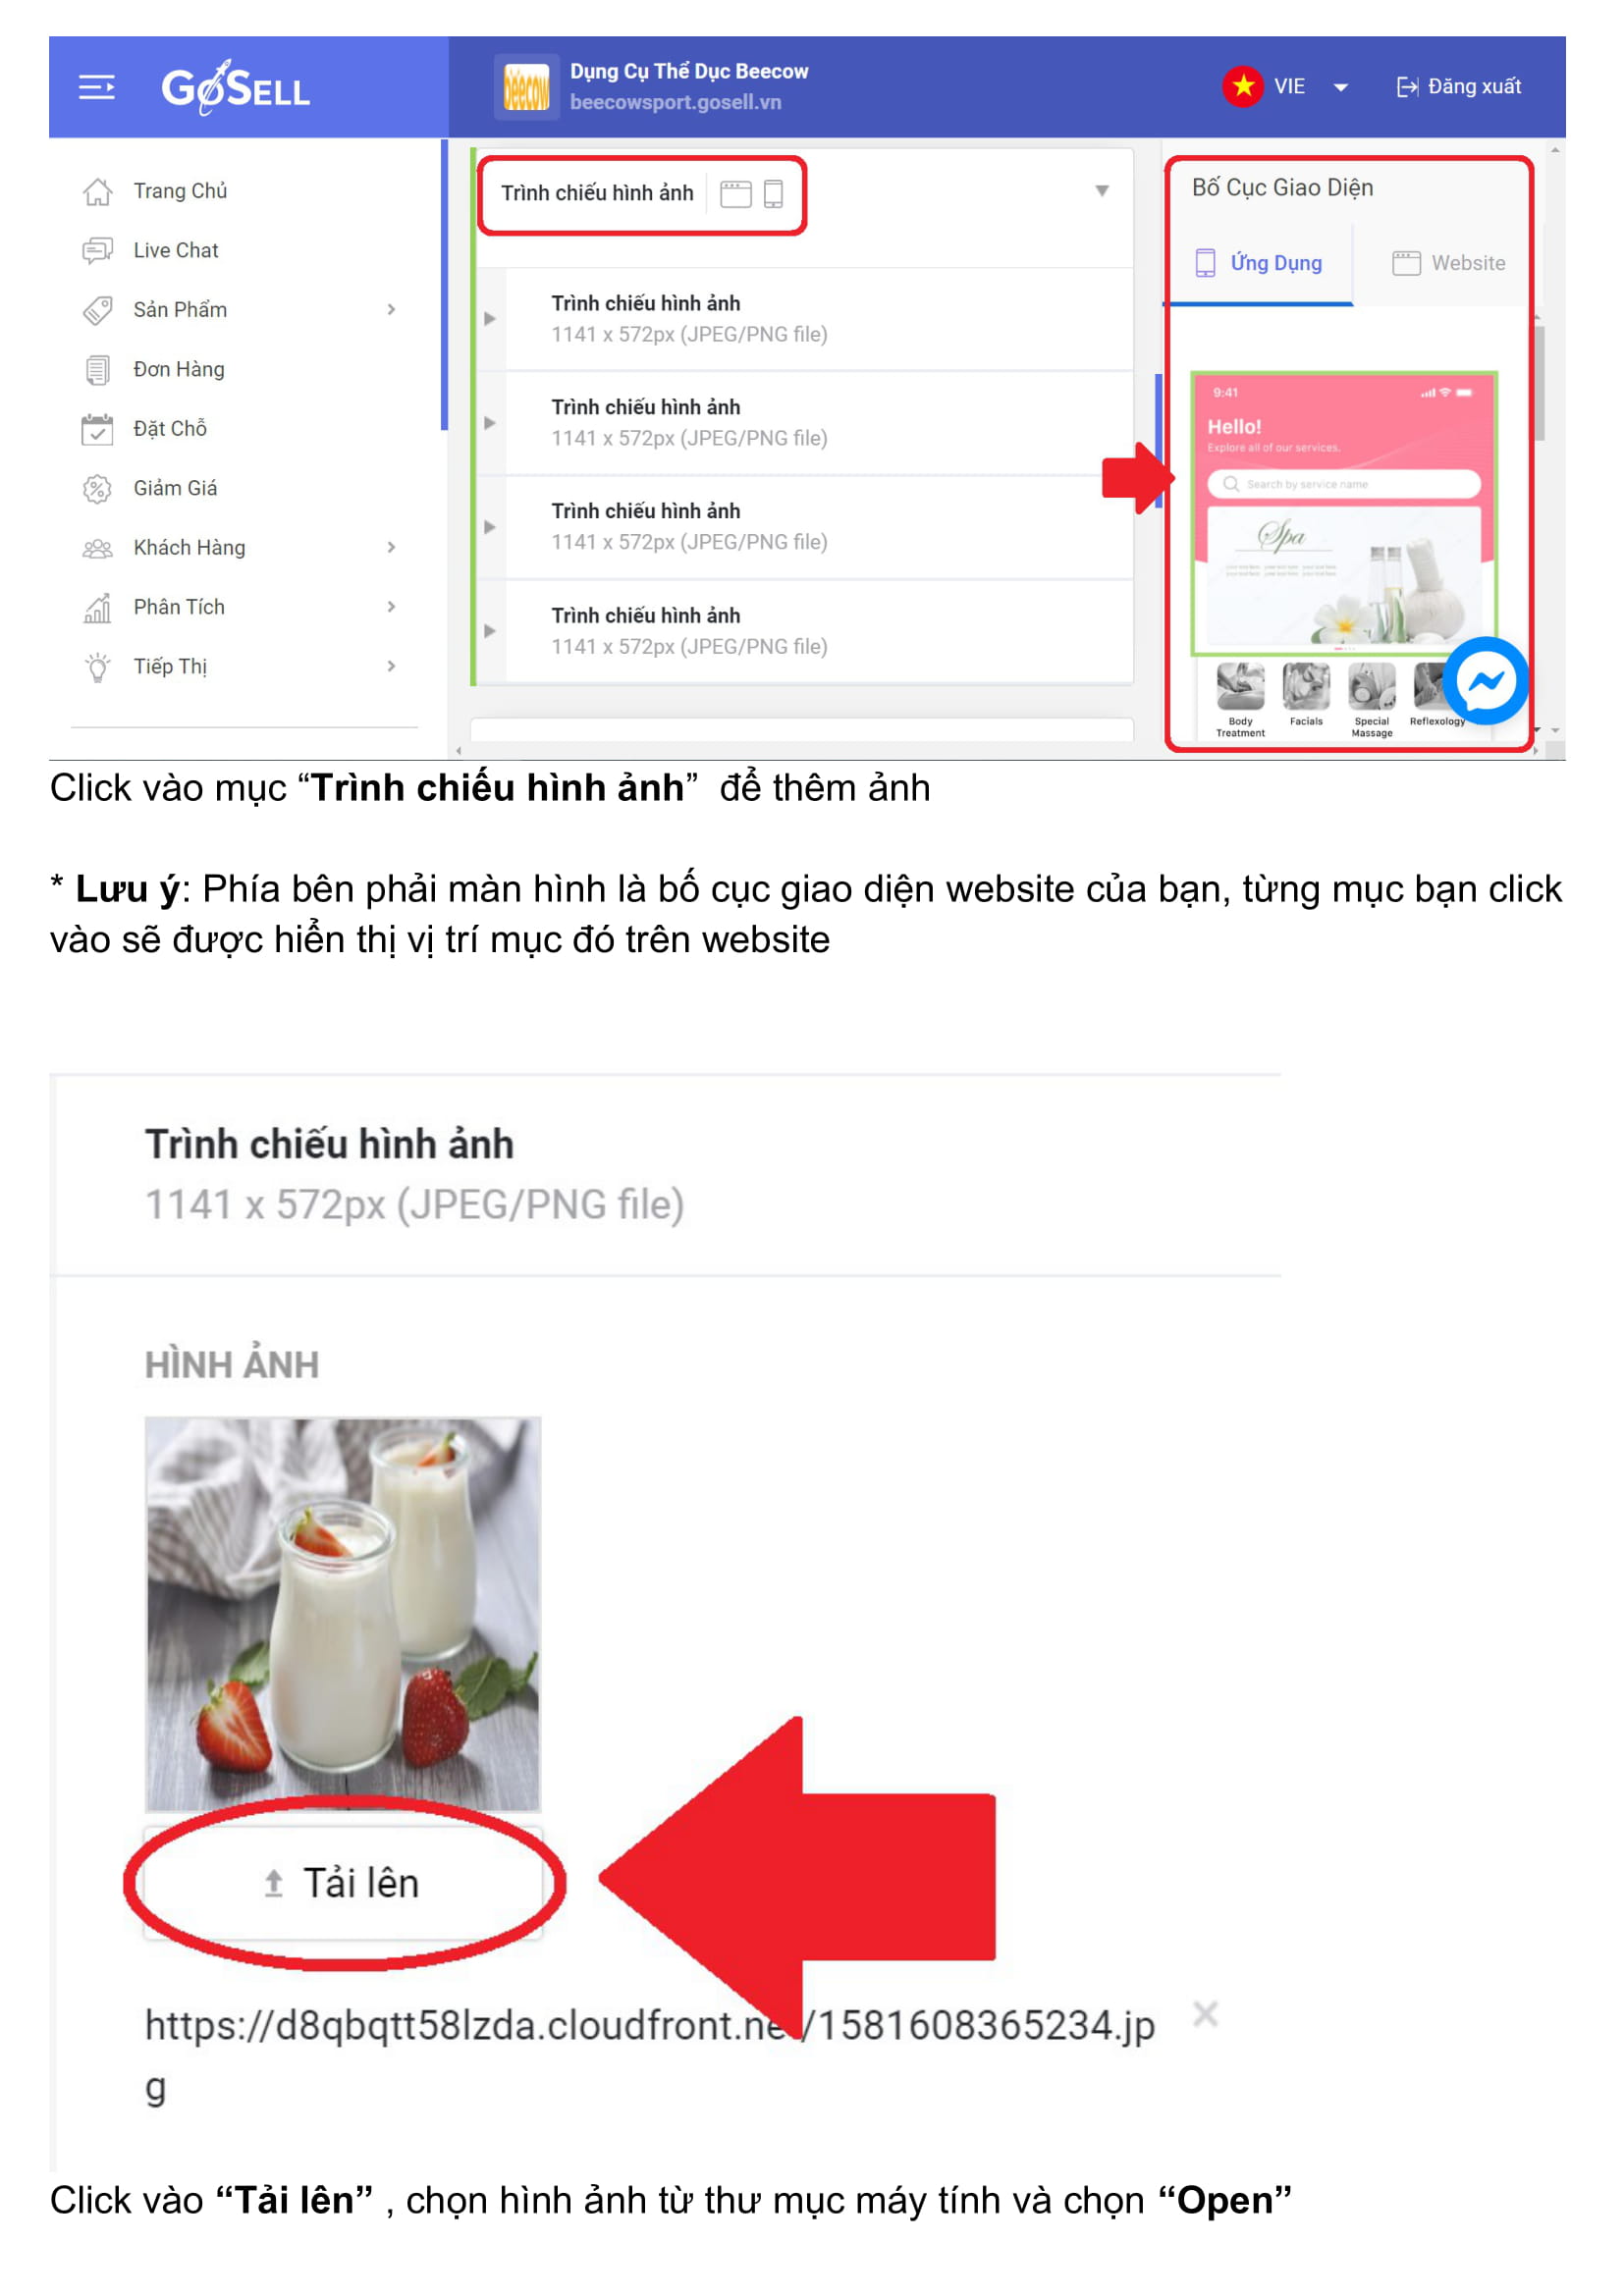 GoSELL
Dụng Cụ Thể Dục Beecow
beecowsport.gosell.vn
VIE
Đăng xuất
beecow
Trang Chủ
Live Chat
Sản Phẩm
Đơn Hàng
Đặt Chỗ
Giảm Giá
Khách Hàng
Phân Tích
Tiếp Thị
Trình chiếu hình ảnh
Trình chiếu hình ảnh
1141 x 572px (JPEG/PNG file)
Trình chiếu hình ảnh
1141 x 572px (JPEG/PNG file)
Trình chiếu hình ảnh
1141 x 572px (JPEG/PNG file)
Trình chiếu hình ảnh
1141 x 572px (JPEG/PNG file)
Bố Cục Giao Diện
Ứng Dụng
Website
9:41
Hello!
Explore all of our services.
Search by service name
Spa
Body
Treatment
Facials
Special
Massage
Reflexology
Click vào mục “Trình chiếu hình ảnh” để thêm ảnh
* Lưu ý: Phía bên phải màn hình là bố cục giao diện website của bạn, từng mục bạn click
vào sẽ được hiển thị vị trí mục đó trên website
Trình chiếu hình ảnh
1141 x 572px (JPEG/PNG file)
HÌNH ẢNH
Tải lên
https://d8qbqtt58lzda.cloudfront.ne/1581608365234.jp
g
Click vào “Tải lên” , chọn hình ảnh từ thư mục máy tính và chọn “Open”